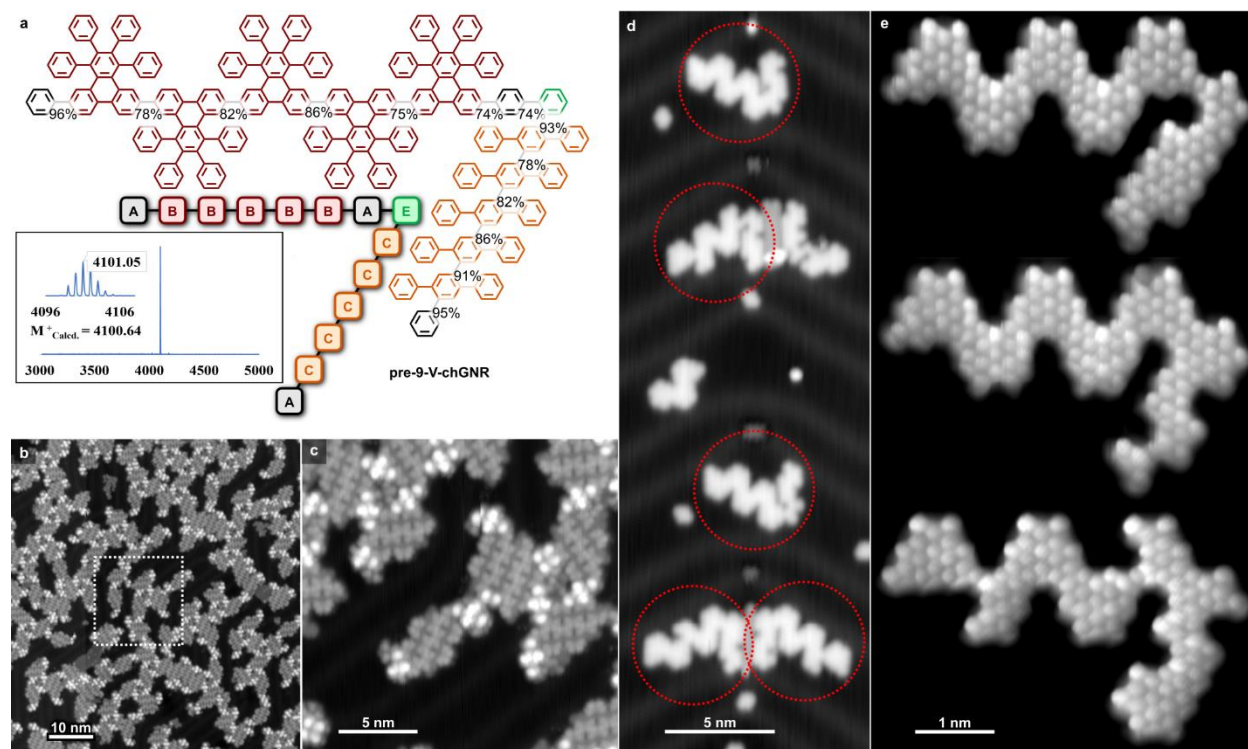 a
96% 78% 82% 86% 75% 74% 74%
93%
78%
82%
86%
91%
95%
A B B B B B A E
C
C
C
C
C
A
4101.05
4096 4106
M⁺Calcd. = 4100.64
3000 3500 4000 4500 5000
pre-9-V-chGNR
b
10 nm
c
5 nm
d
5 nm
e
1 nm